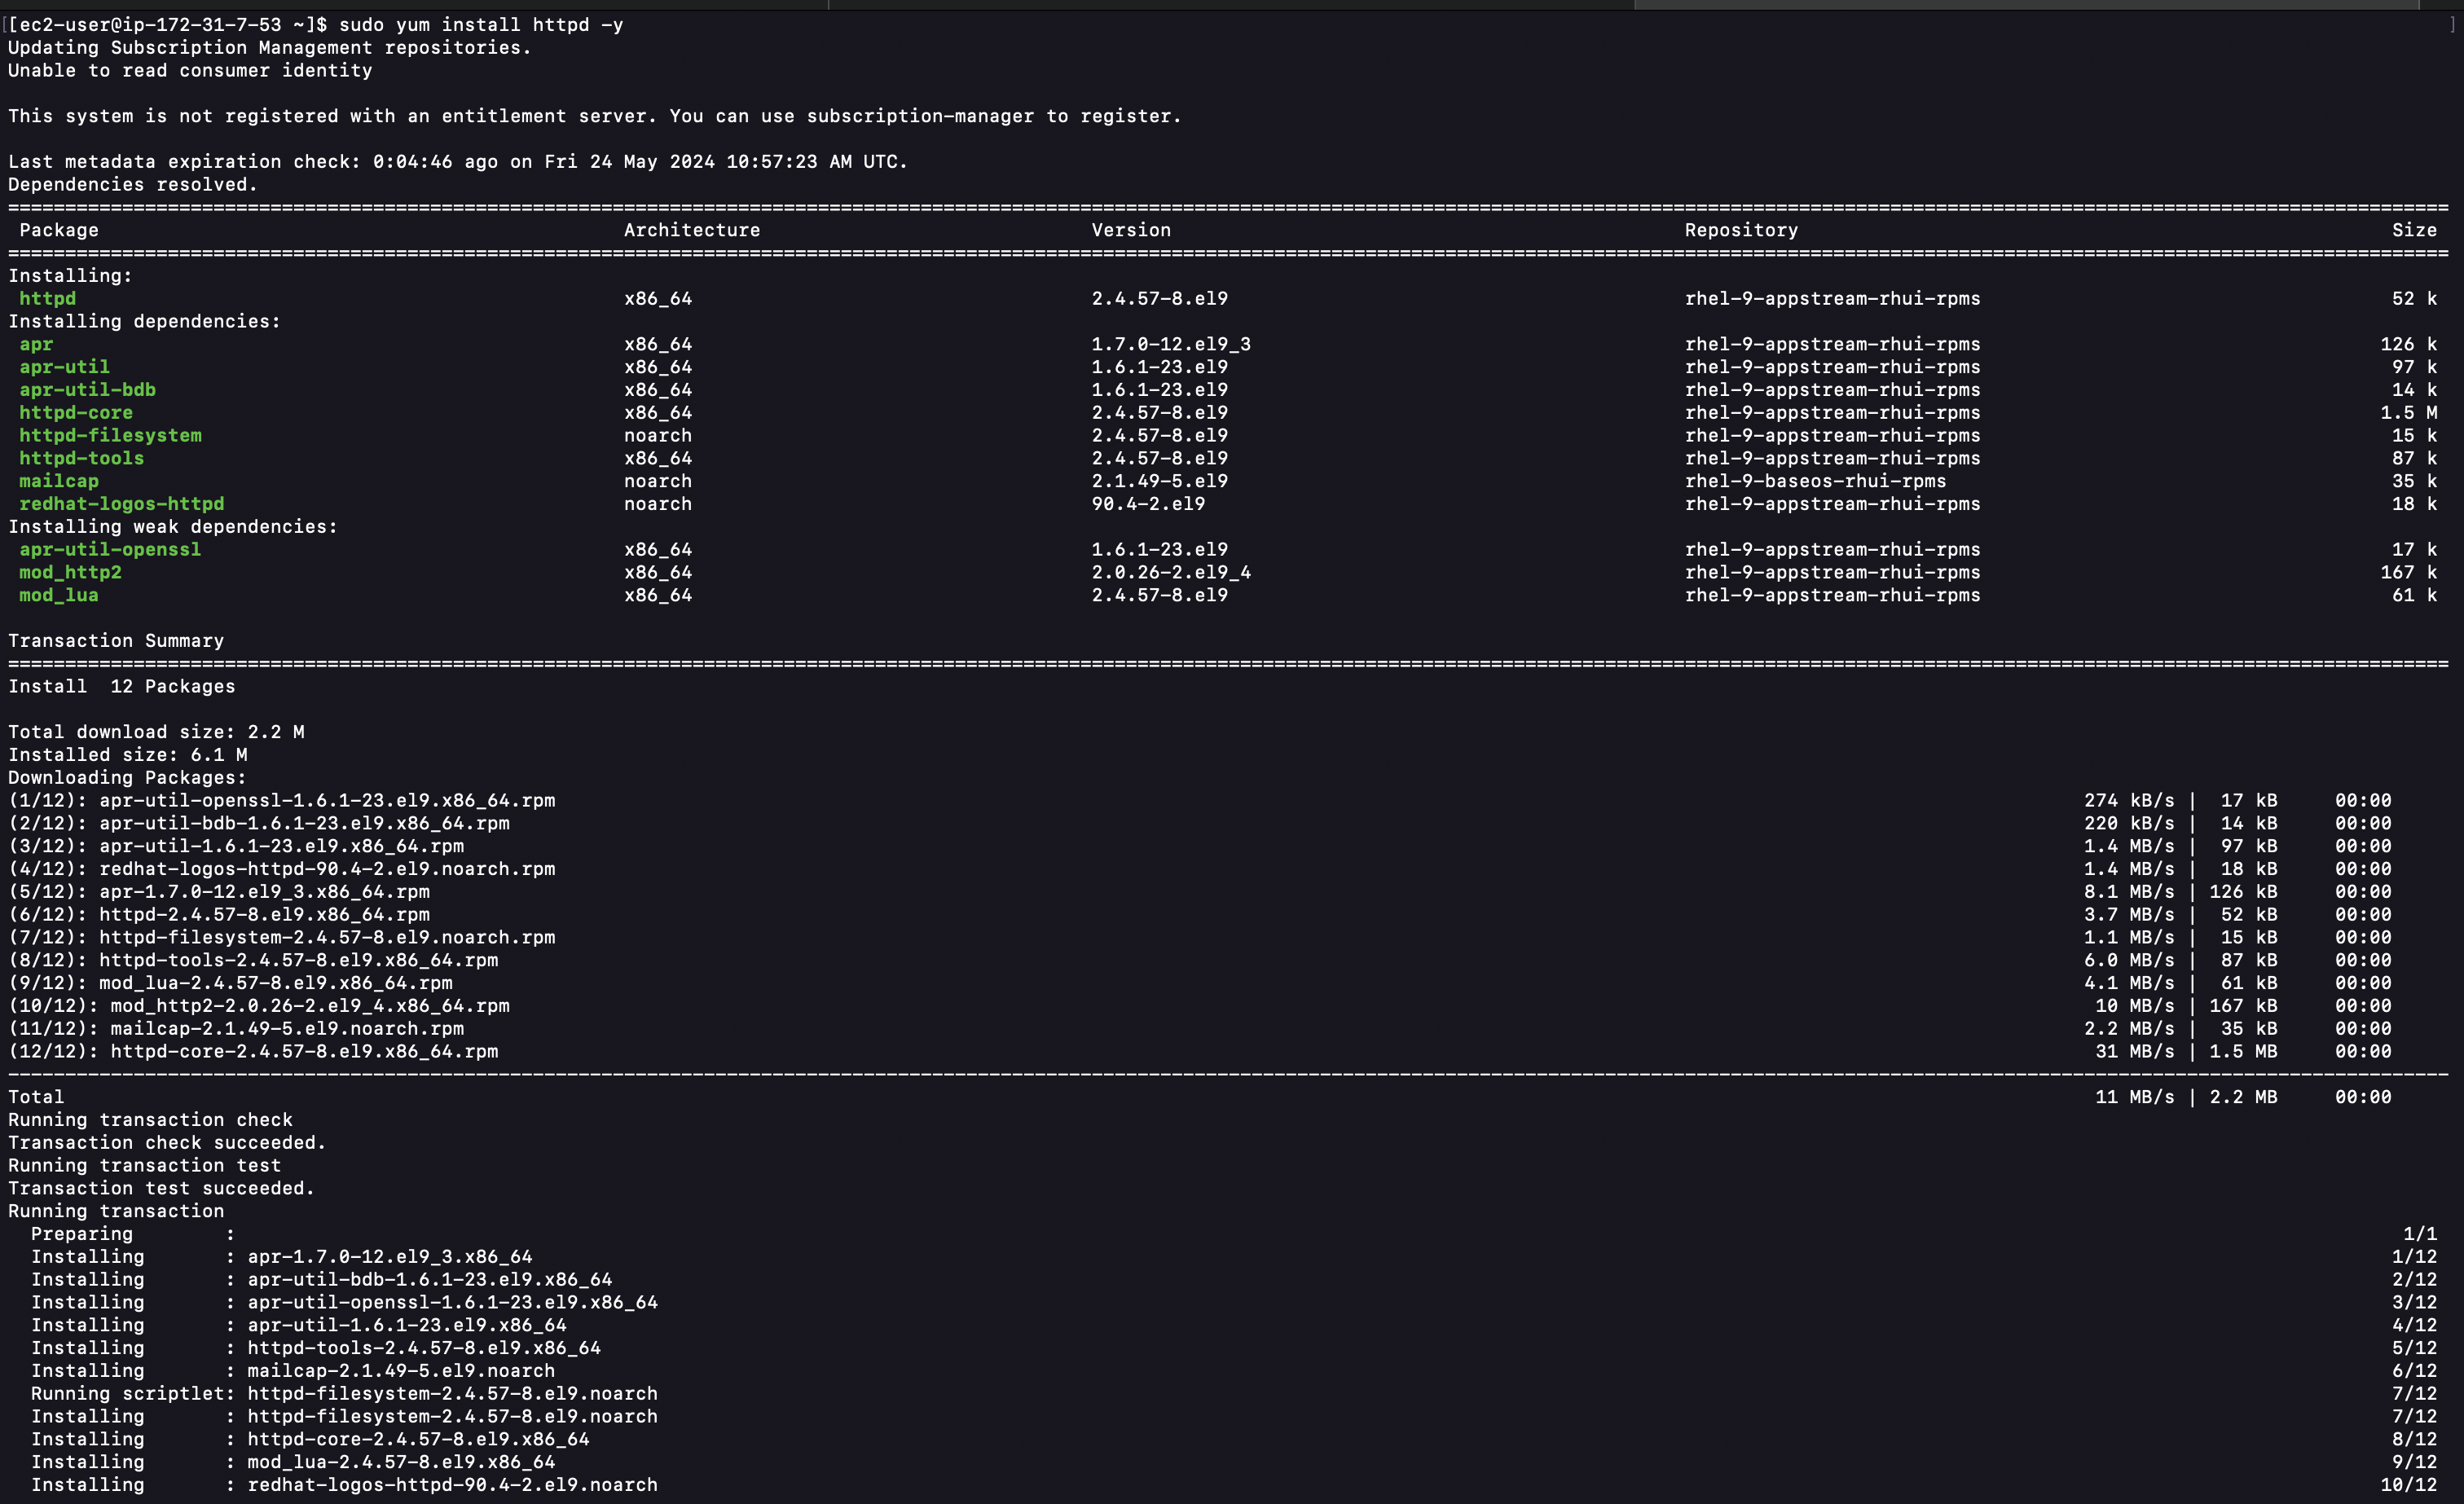 [[ec2-user@ip-172-31-7-53 ~]$ sudo yum install httpd -y ]
Updating Subscription Management repositories.
Unable to read consumer identity
This system is not registered with an entitlement server. You can use subscription-manager to register.
Last metadata expiration check: 0:04:46 ago on Fri 24 May 2024 10:57:23 AM UTC.
Dependencies resolved.
Package Architecture Version Repository Size
Installing:
httpd x86_64 2.4.57-8.el9 rhel-9-appstream-rhui-rpms 52 k
Installing dependencies:
apr x86_64 1.7.0-12.el9_3 rhel-9-appstream-rhui-rpms 126 k
apr-util x86_64 1.6.1-23.el9 rhel-9-appstream-rhui-rpms 97 k
apr-util-bdb x86_64 1.6.1-23.el9 rhel-9-appstream-rhui-rpms 14 k
httpd-core x86_64 2.4.57-8.el9 rhel-9-appstream-rhui-rpms 1.5 M
httpd-filesystem noarch 2.4.57-8.el9 rhel-9-appstream-rhui-rpms 15 k
httpd-tools x86_64 2.4.57-8.el9 rhel-9-appstream-rhui-rpms 87 k
mailcap noarch 2.1.49-5.el9 rhel-9-baseos-rhui-rpms 35 k
redhat-logos-httpd noarch 90.4-2.el9 rhel-9-appstream-rhui-rpms 18 k
Installing weak dependencies:
apr-util-openssl x86_64 1.6.1-23.el9 rhel-9-appstream-rhui-rpms 17 k
mod_http2 x86_64 2.0.26-2.el9_4 rhel-9-appstream-rhui-rpms 167 k
mod_lua x86_64 2.4.57-8.el9 rhel-9-appstream-rhui-rpms 61 k
Transaction Summary
Install 12 Packages
Total download size: 2.2 M
Installed size: 6.1 M
Downloading Packages:
(1/12): apr-util-openssl-1.6.1-23.el9.x86_64.rpm 274 kB/s | 17 kB 00:00
(2/12): apr-util-bdb-1.6.1-23.el9.x86_64.rpm 220 kB/s | 14 kB 00:00
(3/12): apr-util-1.6.1-23.el9.x86_64.rpm 1.4 MB/s | 97 kB 00:00
(4/12): redhat-logos-httpd-90.4-2.el9.noarch.rpm 1.4 MB/s | 18 kB 00:00
(5/12): apr-1.7.0-12.el9_3.x86_64.rpm 8.1 MB/s | 126 kB 00:00
(6/12): httpd-2.4.57-8.el9.x86_64.rpm 3.7 MB/s | 52 kB 00:00
(7/12): httpd-filesystem-2.4.57-8.el9.noarch.rpm 1.1 MB/s | 15 kB 00:00
(8/12): httpd-tools-2.4.57-8.el9.x86_64.rpm 6.0 MB/s | 87 kB 00:00
(9/12): mod_lua-2.4.57-8.el9.x86_64.rpm 4.1 MB/s | 61 kB 00:00
(10/12): mod_http2-2.0.26-2.el9_4.x86_64.rpm 10 MB/s | 167 kB 00:00
(11/12): mailcap-2.1.49-5.el9.noarch.rpm 2.2 MB/s | 35 kB 00:00
(12/12): httpd-core-2.4.57-8.el9.x86_64.rpm 31 MB/s | 1.5 MB 00:00
Total 11 MB/s | 2.2 MB 00:00
Running transaction check
Transaction check succeeded.
Running transaction test
Transaction test succeeded.
Running transaction
Preparing : 1/1
Installing : apr-1.7.0-12.el9_3.x86_64 1/12
Installing : apr-util-bdb-1.6.1-23.el9.x86_64 2/12
Installing : apr-util-openssl-1.6.1-23.el9.x86_64 3/12
Installing : apr-util-1.6.1-23.el9.x86_64 4/12
Installing : httpd-tools-2.4.57-8.el9.x86_64 5/12
Installing : mailcap-2.1.49-5.el9.noarch 6/12
Running scriptlet: httpd-filesystem-2.4.57-8.el9.noarch 7/12
Installing : httpd-filesystem-2.4.57-8.el9.noarch 7/12
Installing : httpd-core-2.4.57-8.el9.x86_64 8/12
Installing : mod_lua-2.4.57-8.el9.x86_64 9/12
Installing : redhat-logos-httpd-90.4-2.el9.noarch 10/12